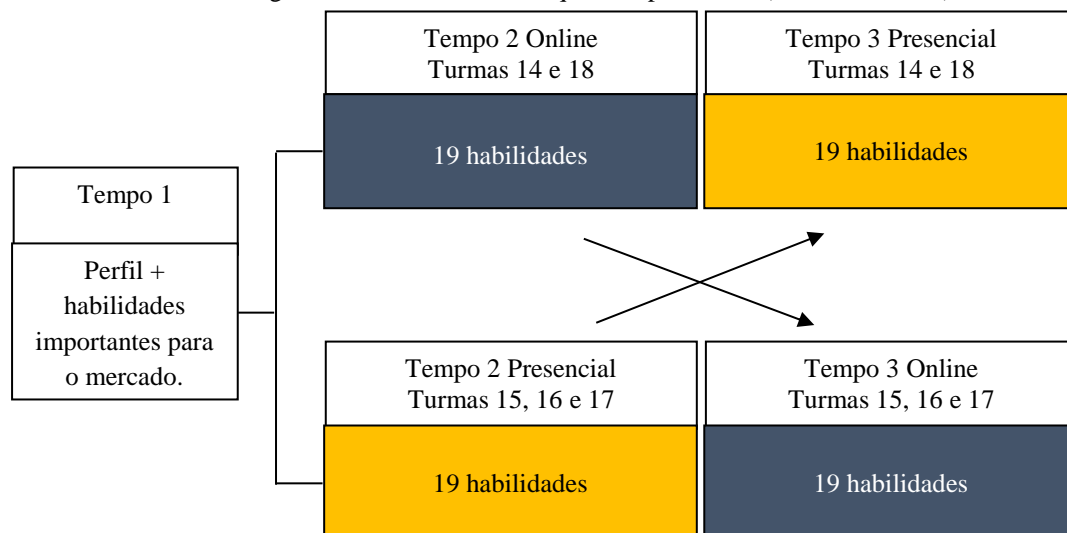 Tempo 2 Online
Turmas 14 e 18
Tempo 3 Presencial
Turmas 14 e 18
19 habilidades
19 habilidades
Tempo 1
Perfil +
habilidades
importantes para
o mercado.
Tempo 2 Presencial
Turmas 15, 16 e 17
Tempo 3 Online
Turmas 15, 16 e 17
19 habilidades
19 habilidades